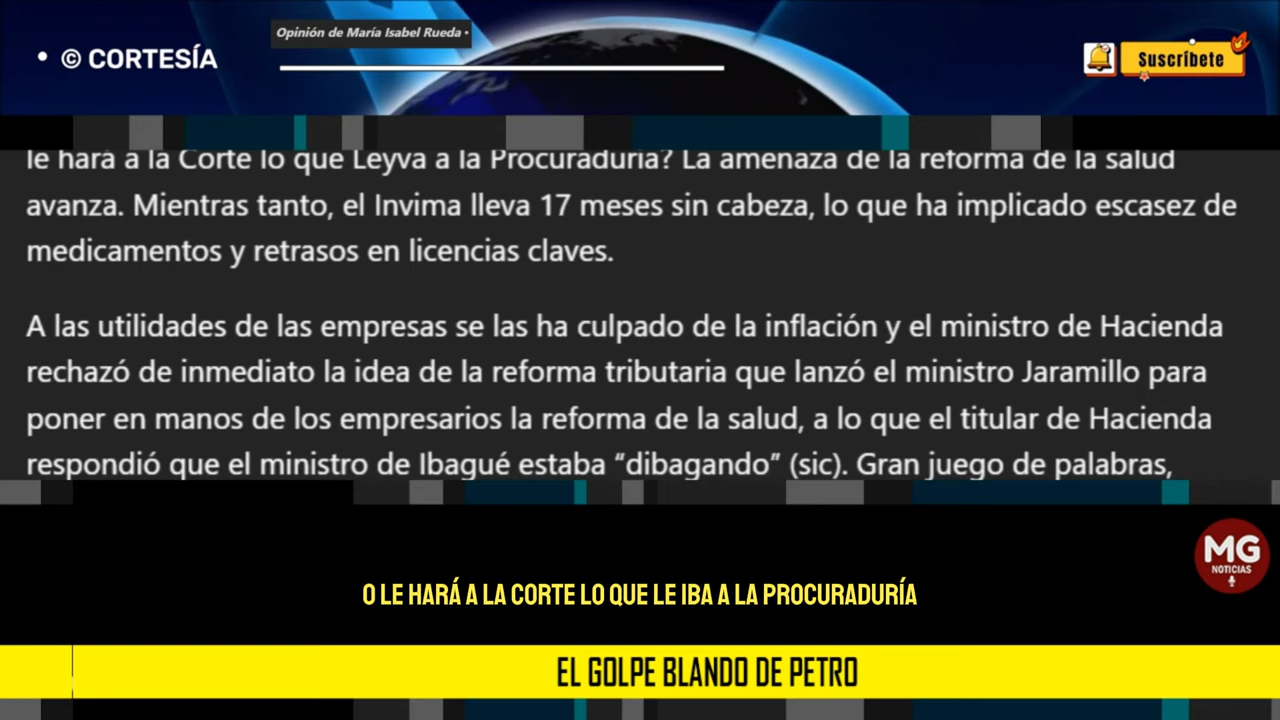 Opinión de María Isabel Rueda •
• © CORTESÍA
Suscríbete
le hará a la Corte lo que Leyva a la Procuraduría? La amenaza de la reforma de la salud
avanza. Mientras tanto, el Invima lleva 17 meses sin cabeza, lo que ha implicado escasez de
medicamentos y retrasos en licencias claves.
A las utilidades de las empresas se las ha culpado de la inflación y el ministro de Hacienda
rechazó de inmediato la idea de la reforma tributaria que lanzó el ministro Jaramillo para
poner en manos de los empresarios la reforma de la salud, a lo que el titular de Hacienda
respondió que el ministro de Ibagué estaba “dibagando” (sic). Gran juego de palabras,
MG
NOTICIAS
O LE HARÁ A LA CORTE LO QUE LE IBA A LA PROCURADURÍA
EL GOLPE BLANDO DE PETRO